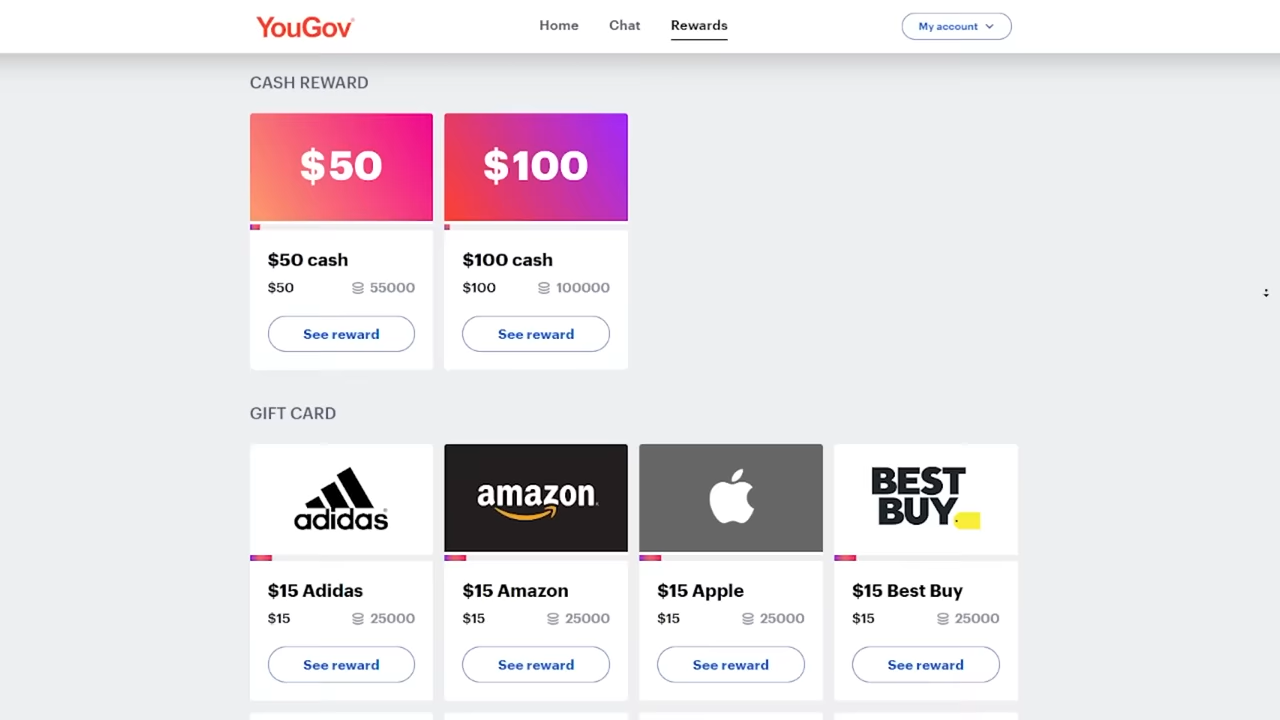 YouGov
Home Chat Rewards
My account
CASH REWARD
$50 $100
$50 cash $100 cash
$50 55000 $100 100000
See reward See reward
GIFT CARD
adidas amazon BEST BUY
$15 Adidas $15 Amazon $15 Apple $15 Best Buy
$15 25000 $15 25000 $15 25000 $15 25000
See reward See reward See reward See reward